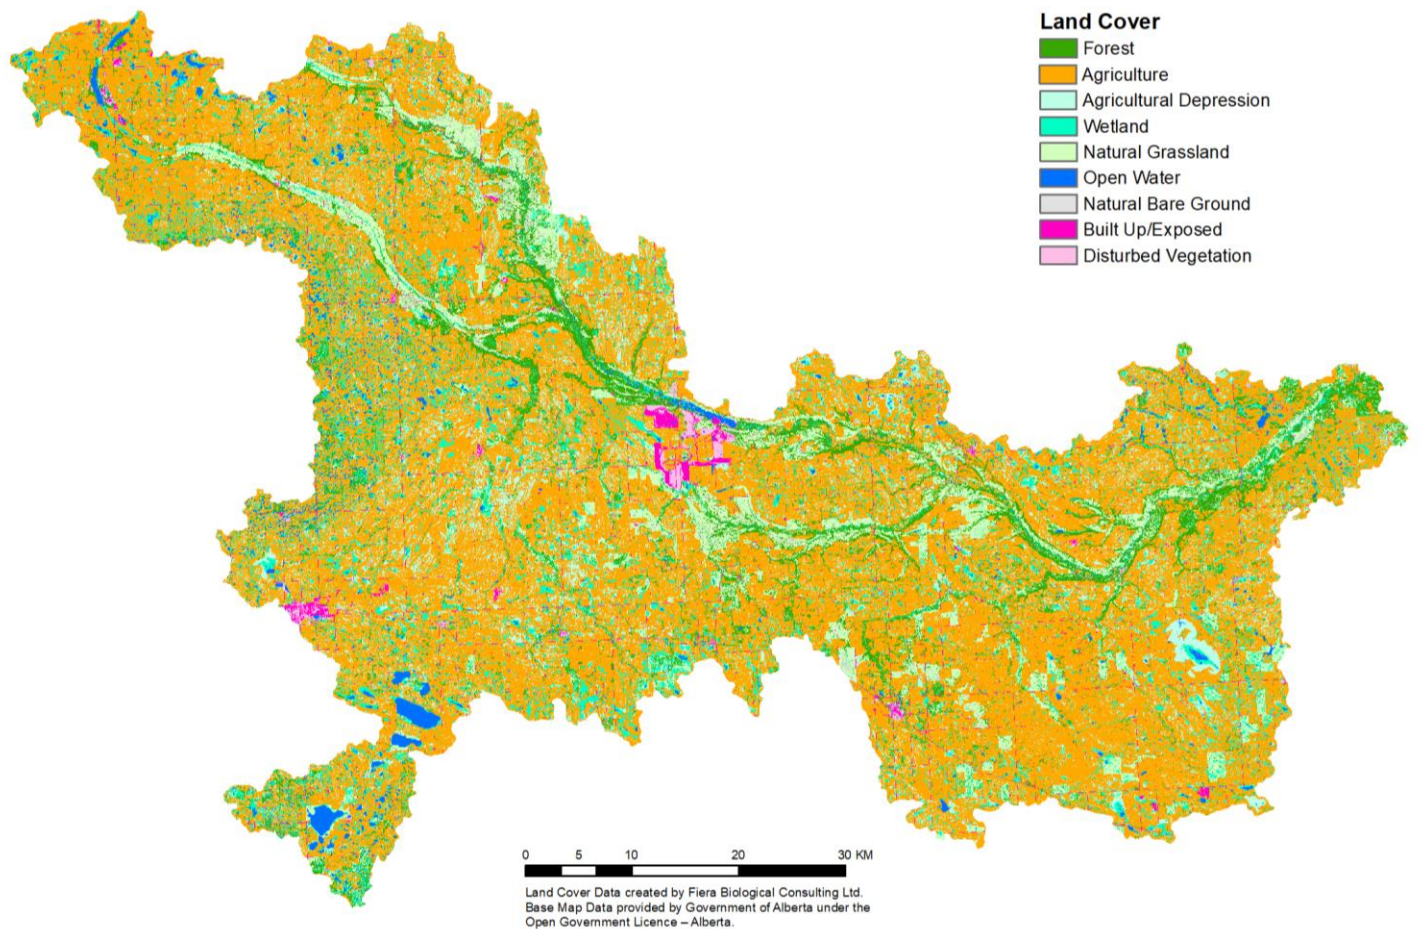 Land Cover
Forest
Agriculture
Agricultural Depression
Wetland
Natural Grassland
Open Water
Natural Bare Ground
Built Up/Exposed
Disturbed Vegetation
0 5 10 20 30 KM
Land Cover Data created by Fiera Biological Consulting Ltd.
Base Map Data provided by Government of Alberta under the
Open Government Licence – Alberta.